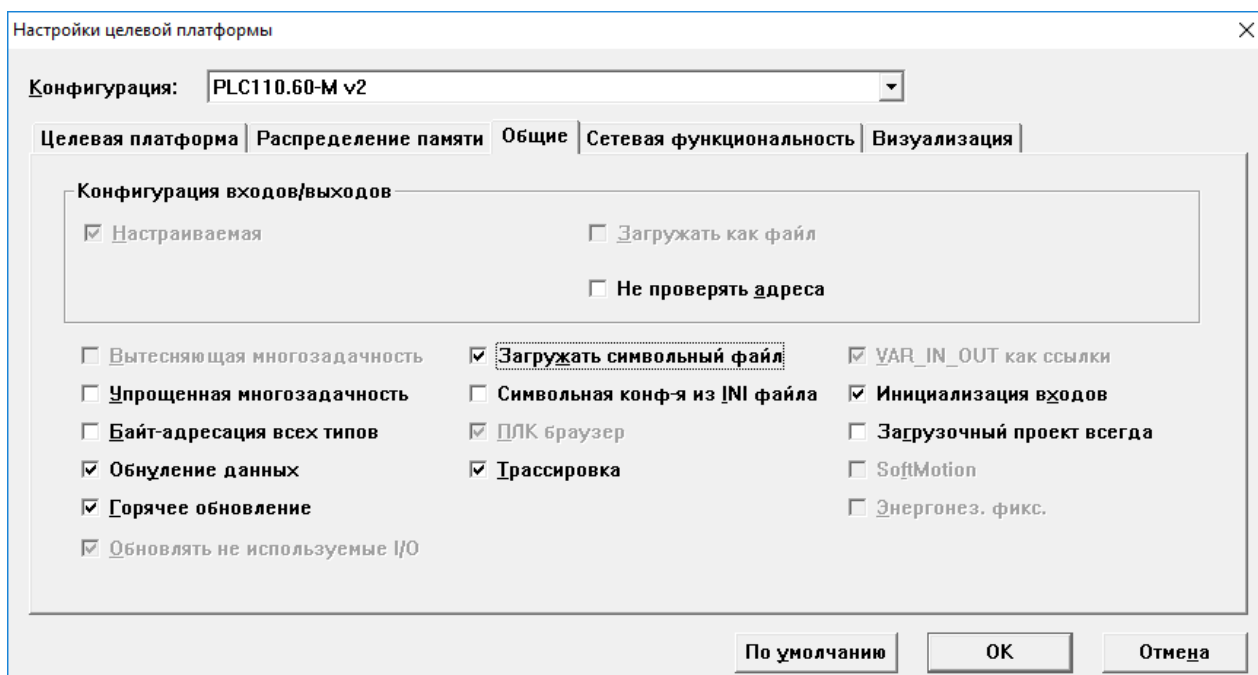 Настройки целевой платформы
Конфигурация: PLC110.60-M v2
Целевая платформа Распределение памяти Общие Сетевая функциональность Визуализация
Конфигурация входов/выходов
Настраиваемая Загружать как файл
Не проверять адреса
Вытесняющая многозадачность Загружать символьный файл VAR_IN_OUT как ссылки
Упрощенная многозадачность Символьная конф-я из INI файла Инициализация входов
Байт-адресация всех типов ПЛК браузер Загрузочный проект всегда
Обнуление данных Трассировка SoftMotion
Горячее обновление Энергонез. фикс.
Обновлять не используемые I/O
По умолчанию OK Отмена